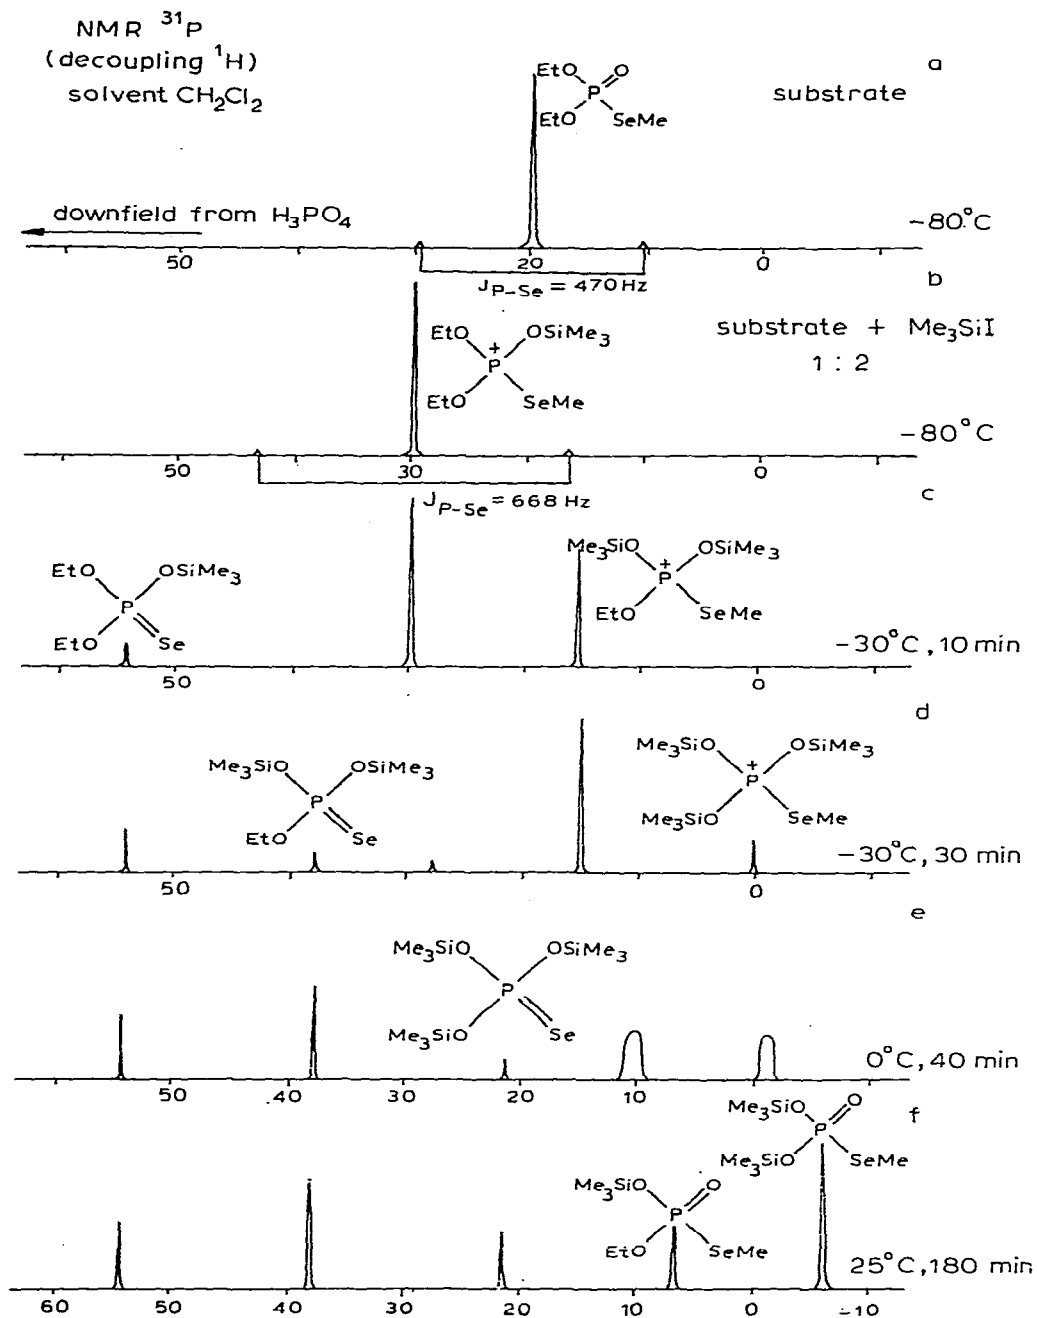 NMR ³¹P
(decoupling ¹H)
solvent CH₂Cl₂
a
substrate
EtO O
P
EtO SeMe
downfield from H₃PO₄
-80°C
50 20 0
J_P-Se = 470 Hz
b
substrate + Me₃SiI
1 : 2
EtO OSiMe₃
+
P
EtO SeMe
-80°C
50 30 0
J_P-Se = 668 Hz
c
EtO OSiMe₃
P
EtO Se
Me₃SiO OSiMe₃
+
P
EtO SeMe
-30°C, 10 min
50 0
d
Me₃SiO OSiMe₃
P
EtO Se
Me₃SiO OSiMe₃
+
P
Me₃SiO SeMe
-30°C, 30 min
50 0
e
Me₃SiO OSiMe₃
P
Me₃SiO Se
0°C, 40 min
60 50 40 30 20 10 0 -10
f
Me₃SiO O
P
Me₃SiO SeMe
Me₃SiO O
P
EtO SeMe
25°C, 180 min
60 50 40 30 20 10 0 -10